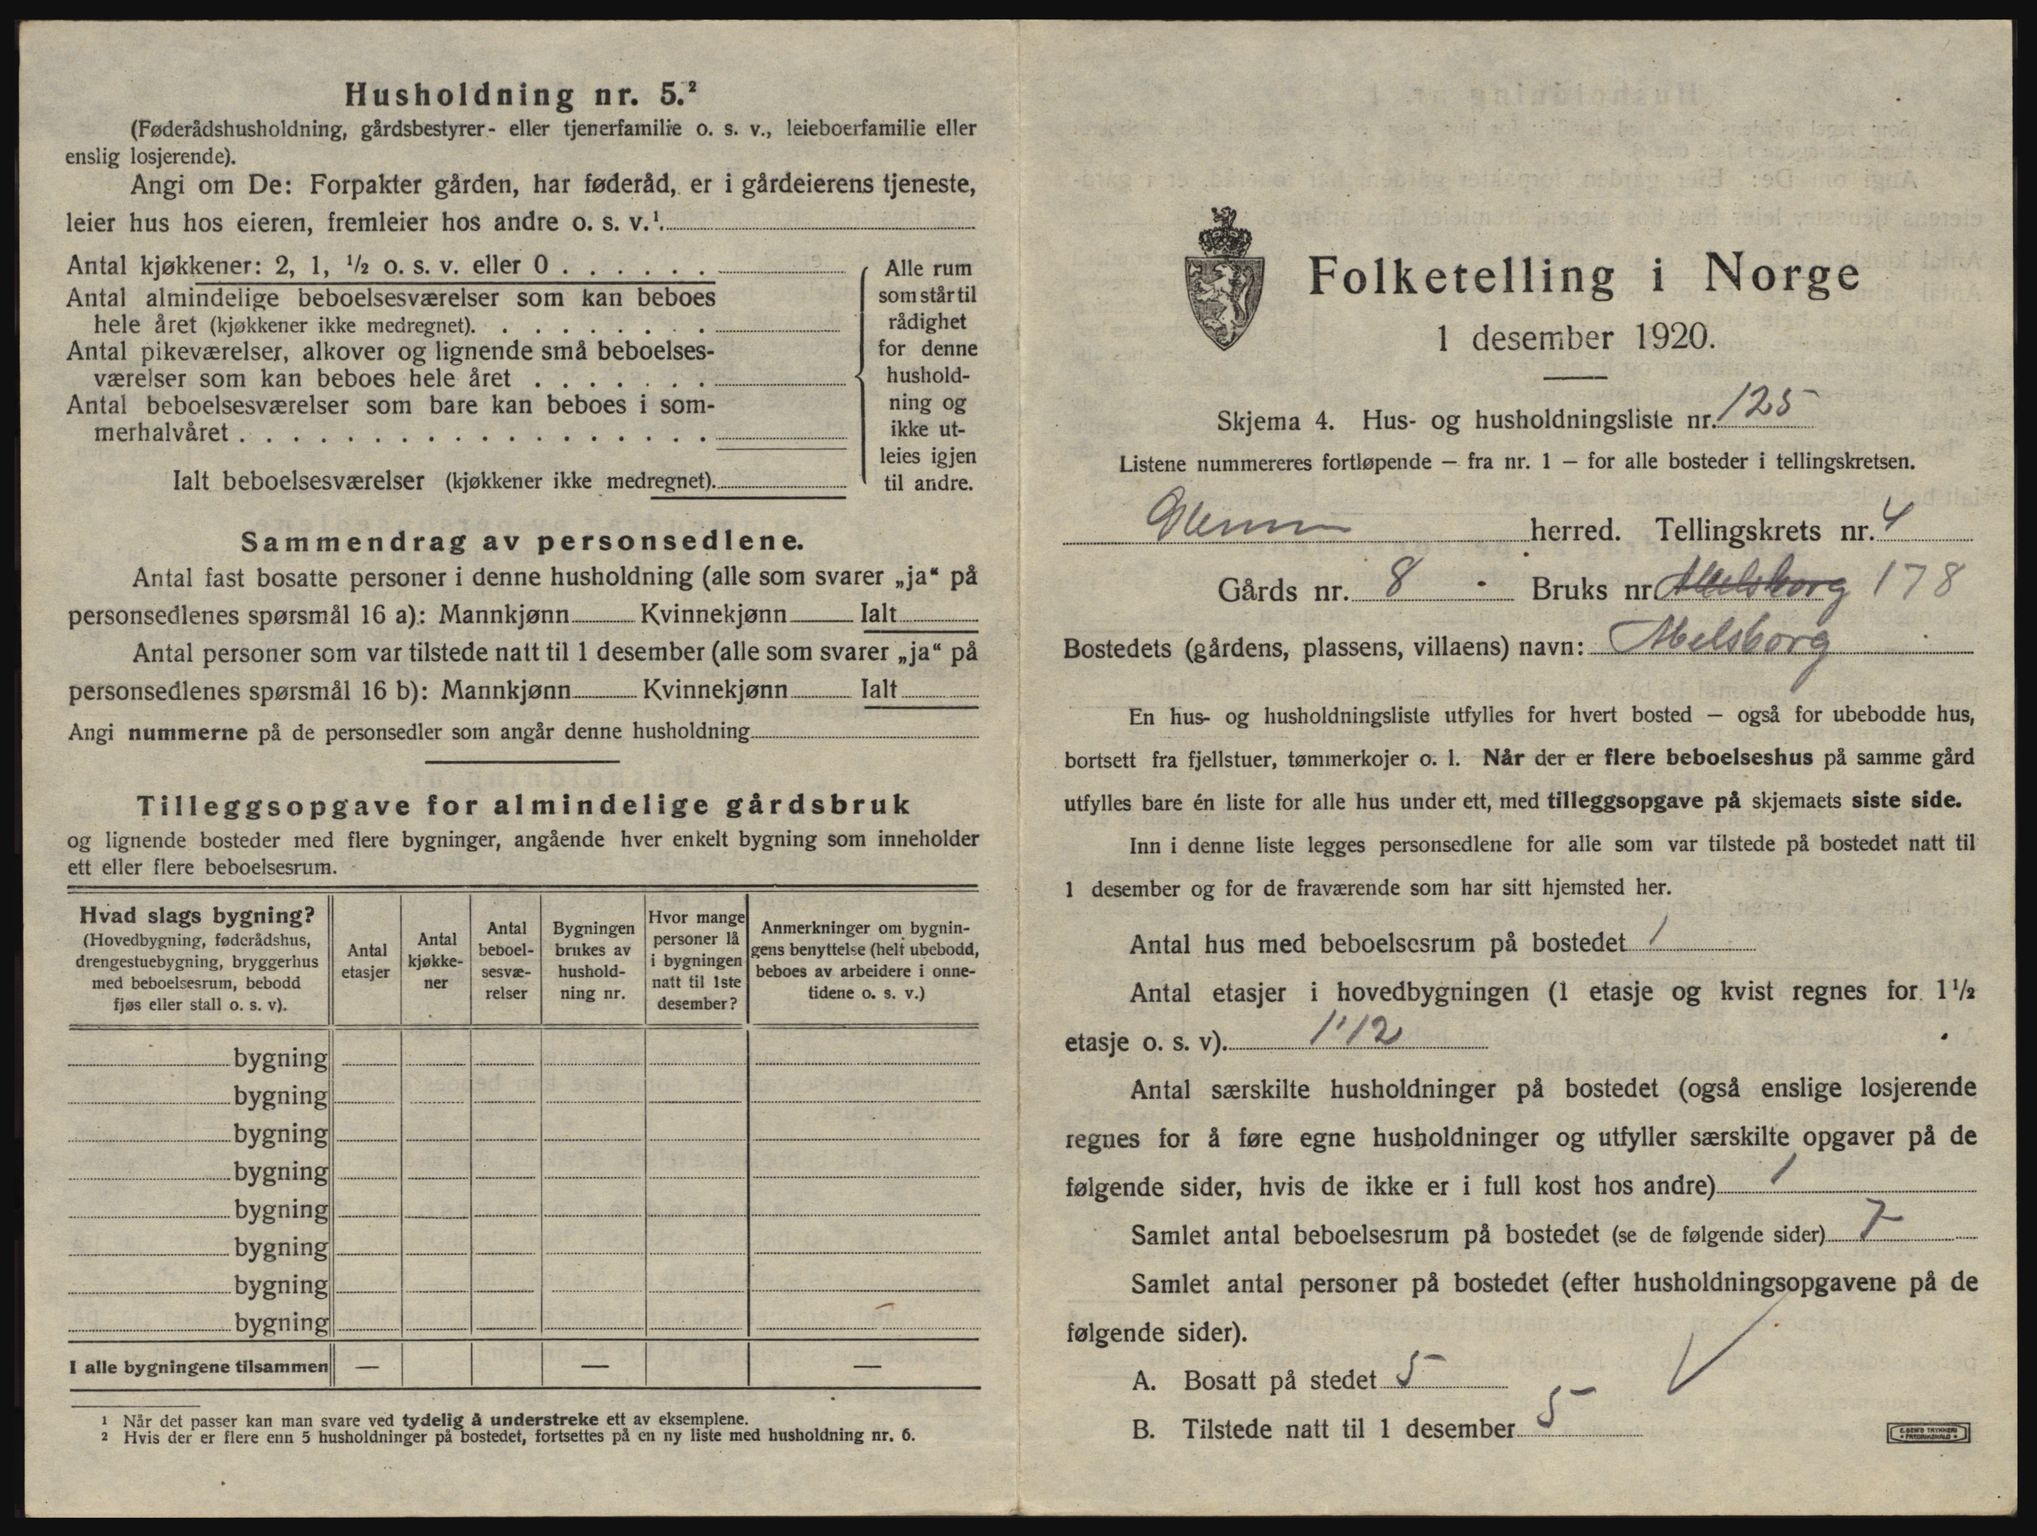 Husholdning nr. 5.²
(Føderådshusholdning, gårdsbestyrer- eller tjenerfamilie o. s. v., leieboerfamilie eller
enslig losjerende).
Angi om De: Forpakter gården, har føderåd, er i gårdeierens tjeneste,
leier hus hos eieren, fremleier hos andre o. s. v.¹.
Antal kjøkkener: 2, 1, ½ o. s. v. eller 0
Antal almindelige beboelsesværelser som kan beboes
hele året (kjøkkener ikke medregnet).
Antal pikeværelser, alkover og lignende små beboelses-
værelser som kan beboes hele året
Antal beboelsesværelser som bare kan beboes i som-
merhalvåret
Ialt beboelsesværelser (kjøkkener ikke medregnet).
Alle rum
som står til
rådighet
for denne
hushold-
ning og
ikke ut-
leies igjen
til andre.
Sammendrag av personsedlene.
Antal fast bosatte personer i denne husholdning (alle som svarer „ja“ på
personsedlenes spørsmål 16 a): Mannkjønn Kvinnekjønn Ialt
Antal personer som var tilstede natt til 1 desember (alle som svarer „ja“ på
personsedlenes spørsmål 16 b): Mannkjønn Kvinnekjønn Ialt
Angi nummerne på de personsedler som angår denne husholdning
Tilleggsopgave for almindelige gårdsbruk
og lignende bosteder med flere bygninger, angående hver enkelt bygning som inneholder
ett eller flere beboelsesrum.
Hvad slags bygning?
(Hovedbygning, føderådshus,
drengestuebygning, bryggerhus
med beboelsesrum, bebodd
fjøs eller stall o. s. v).
Antal
etasjer
Antal
kjøkke-
ner
Antal
beboel-
sesvæ-
relser
Bygningen
brukes av
hushold-
ning nr.
Hvor mange
personer lå
i bygningen
natt til 1ste
desember?
Anmerkninger om bygnin-
gens benyttelse (helt ubebodd,
beboes av arbeidere i onne-
tidene o. s. v.)
bygning
bygning
bygning
bygning
bygning
bygning
bygning
bygning
I alle bygningene tilsammen — — —
¹ Når det passer kan man svare ved tydelig å understreke ett av eksemplene.
² Hvis der er flere enn 5 husholdninger på bostedet, fortsettes på en ny liste med husholdning nr. 6.
Folketelling i Norge
1 desember 1920.
Skjema 4. Hus- og husholdningsliste nr. 125
Listene nummereres fortløpende — fra nr. 1 — for alle bosteder i tellingskretsen.
Glemmen herred. Tellingskrets nr. 4
Gårds nr. 8 Bruks nr. Abelsborg 178
Bostedets (gårdens, plassens, villaens) navn: Abelsborg
En hus- og husholdningsliste utfylles for hvert bosted — også for ubebodde hus,
bortsett fra fjellstuer, tømmerkojer o. l. Når der er flere beboelseshus på samme gård
utfylles bare én liste for alle hus under ett, med tilleggsopgave på skjemaets siste side.
Inn i denne liste legges personsedlene for alle som var tilstede på bostedet natt til
1 desember og for de fraværende som har sitt hjemsted her.
Antal hus med beboelsesrum på bostedet 1
Antal etasjer i hovedbygningen (1 etasje og kvist regnes for 1½
etasje o. s. v). 1 1/2
Antal særskilte husholdninger på bostedet (også enslige losjerende
regnes for å føre egne husholdninger og utfyller særskilte opgaver på de
følgende sider, hvis de ikke er i full kost hos andre) 1
Samlet antal beboelsesrum på bostedet (se de følgende sider) 7
Samlet antal personer på bostedet (efter husholdningsopgavene på de
følgende sider).
A. Bosatt på stedet 5
B. Tilstede natt til 1 desember 5